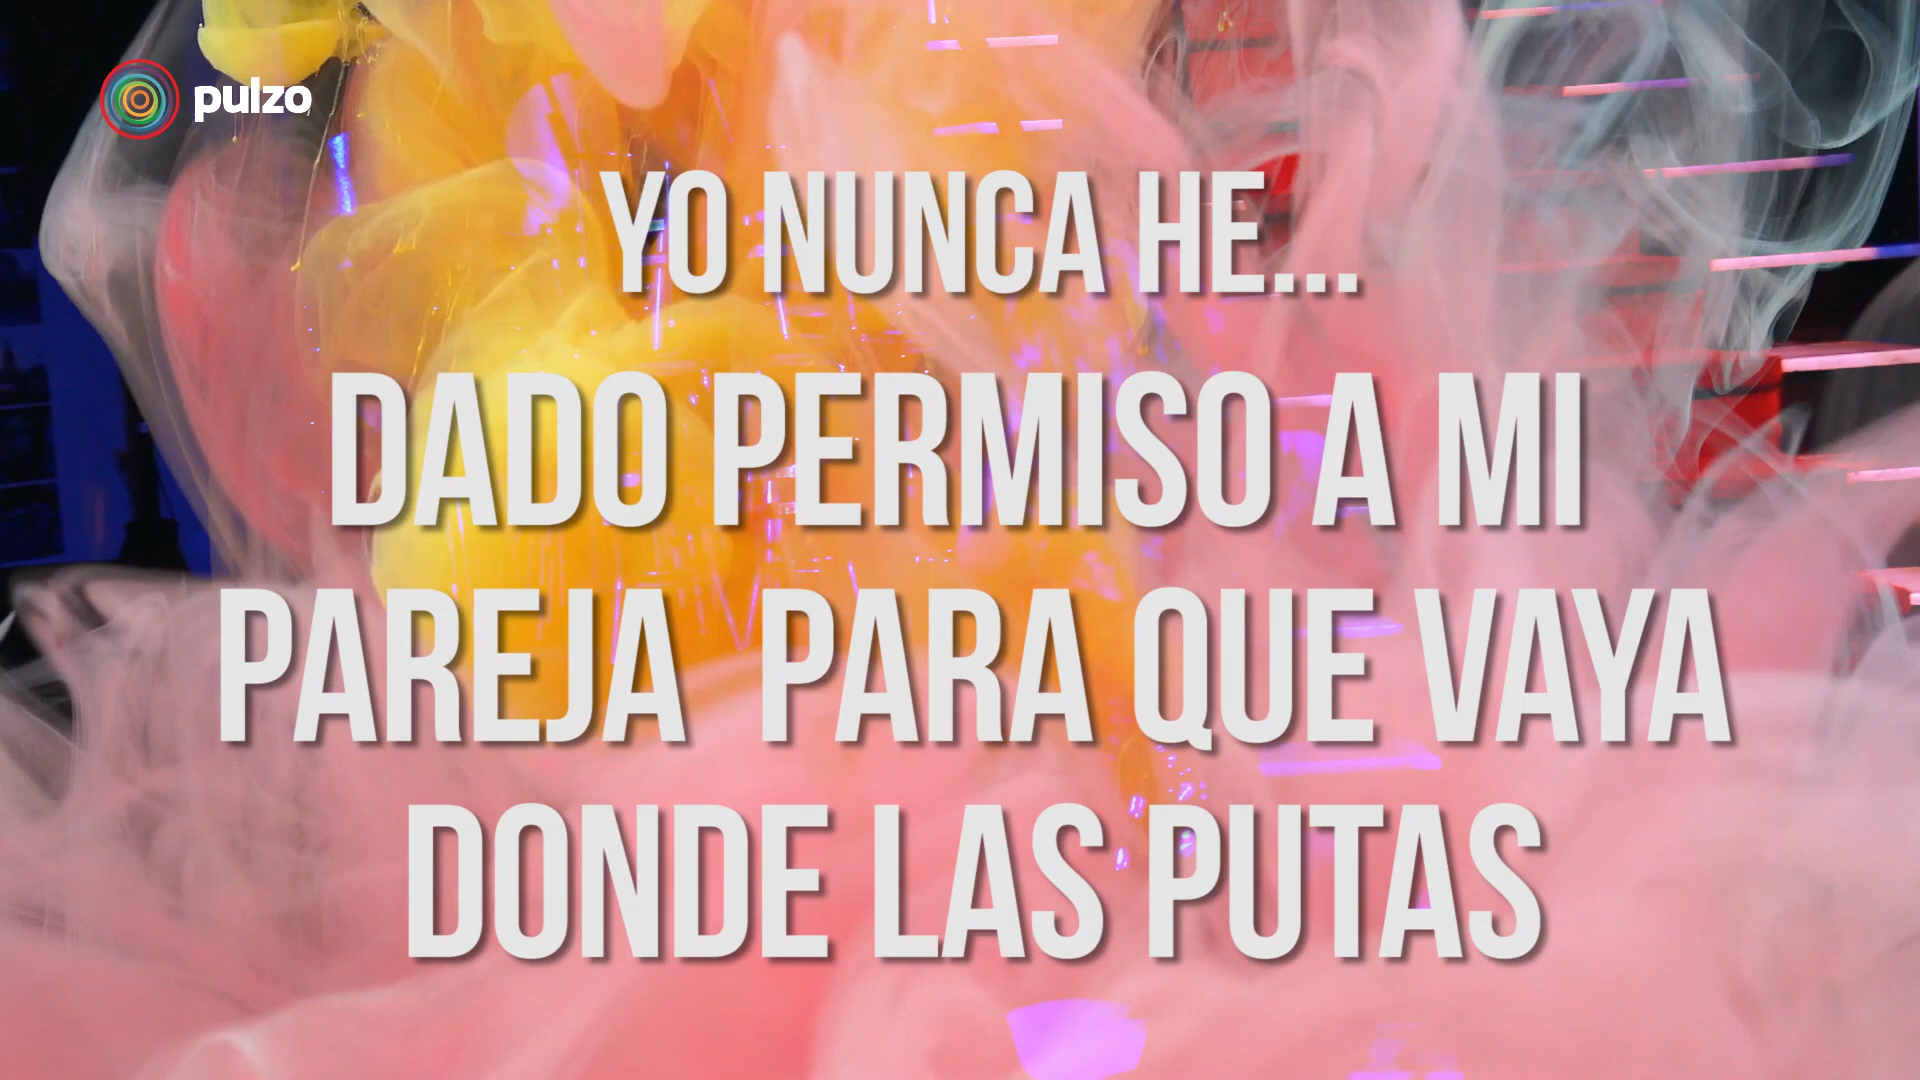 pulzo
YO NUNCA HE...
DADO PERMISO A MI
PAREJA PARA QUE VAYA
DONDE LAS PUTAS